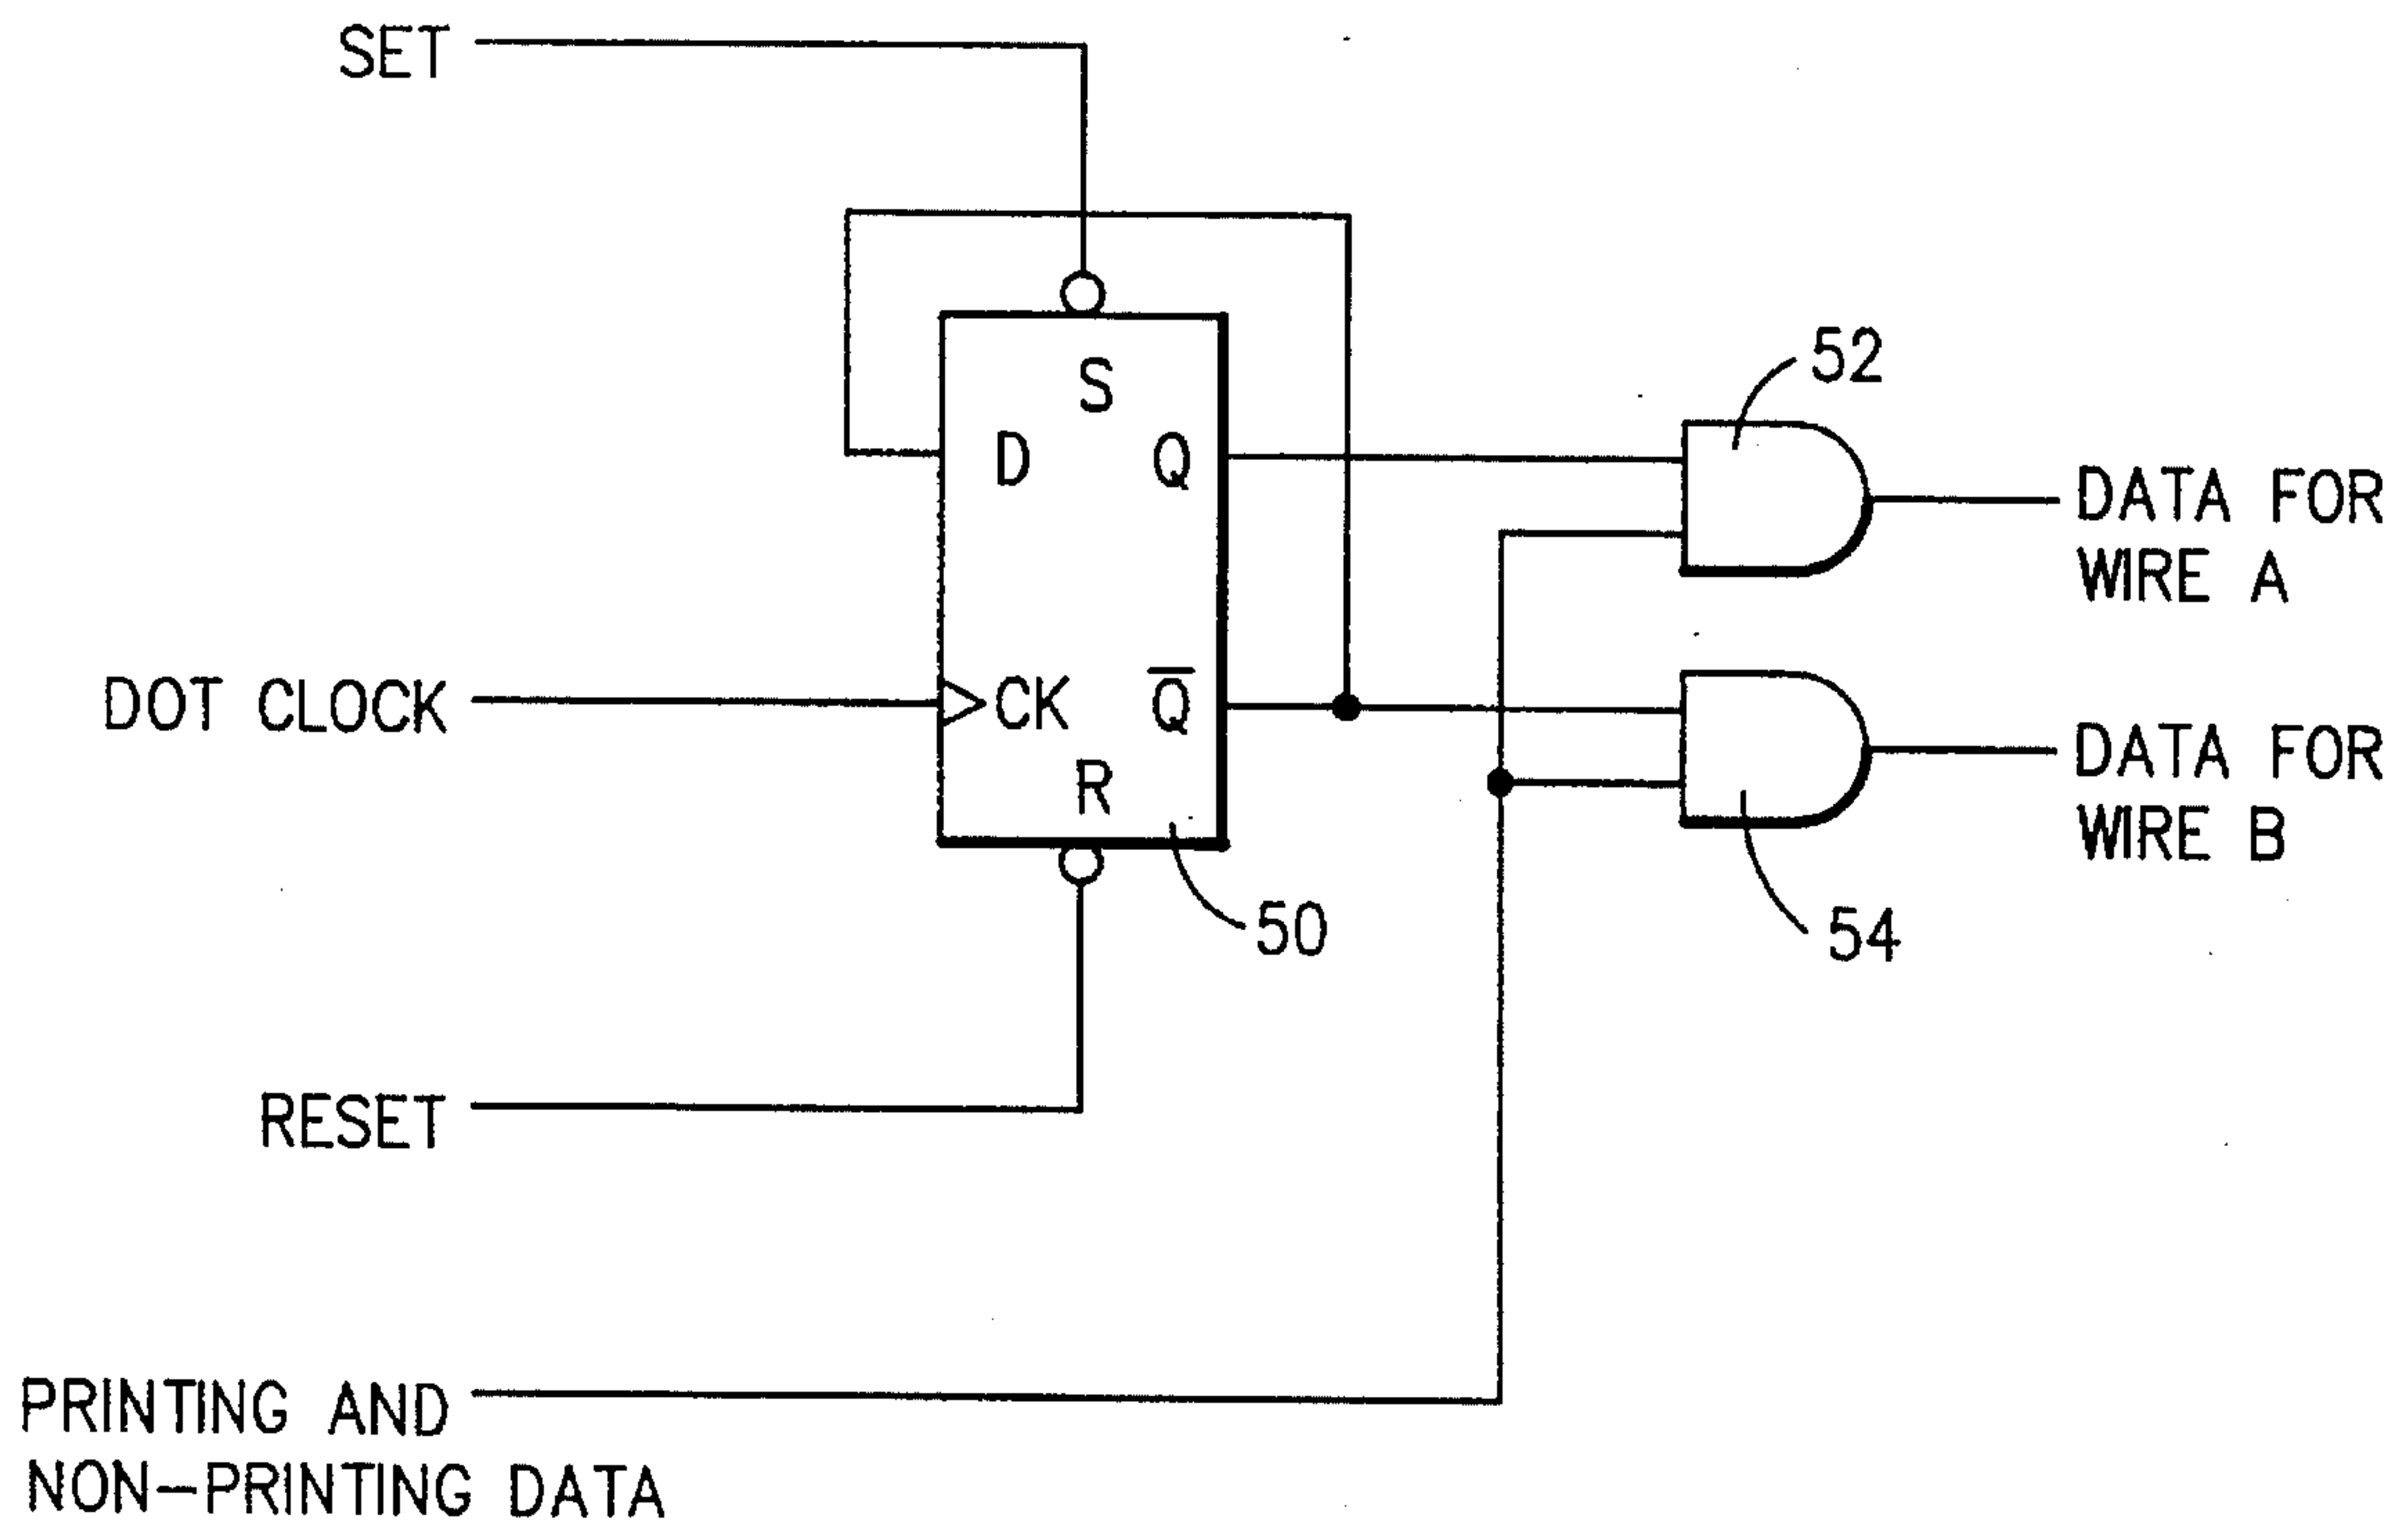 SET
S
D
Q
52
DATA FOR
WIRE A
DOT CLOCK
CK
Q̅
R
DATA FOR
WIRE B
50
54
RESET
PRINTING AND
NON-PRINTING DATA